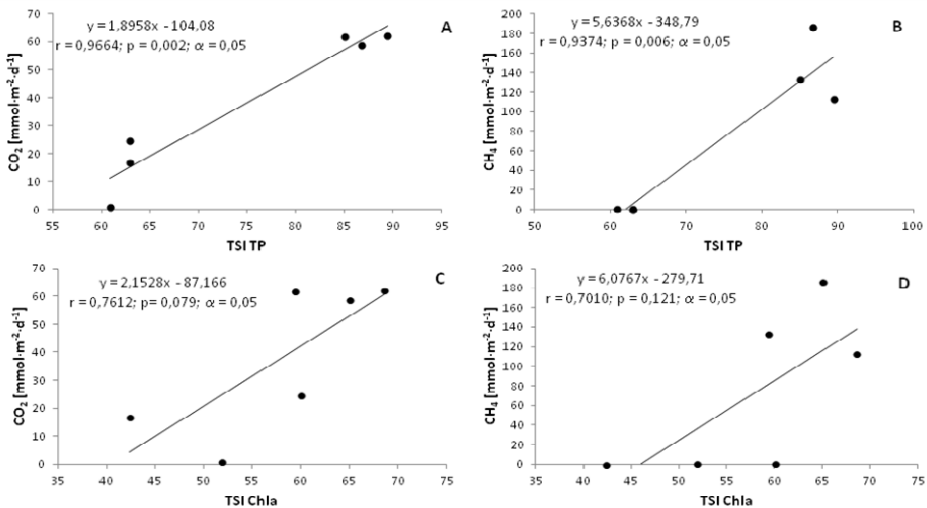 y = 1,8958x - 104,08
r = 0,9664; p = 0,002; α = 0,05
A
CO2 [mmol·m-2·d-1]
70
60
50
40
30
20
10
0
55 60 65 70 75 80 85 90 95
TSI TP
y = 5,6368x - 348,79
r = 0,9374; p = 0,006; α = 0,05
B
CH4 [mmol·m-2·d-1]
200
180
160
140
120
100
80
60
40
20
0
50 60 70 80 90 100
TSI TP
y = 2,1528x - 87,166
r = 0,7612; p= 0,079; α = 0,05
C
CO2 [mmol·m-2·d-1]
70
60
50
40
30
20
10
0
35 40 45 50 55 60 65 70 75
TSI Chla
y = 6,0767x - 279,71
r = 0,7010; p = 0,121; α = 0,05
D
CH4 [mmol·m-2·d-1]
200
180
160
140
120
100
80
60
40
20
0
35 40 45 50 55 60 65 70 75
TSI Chla